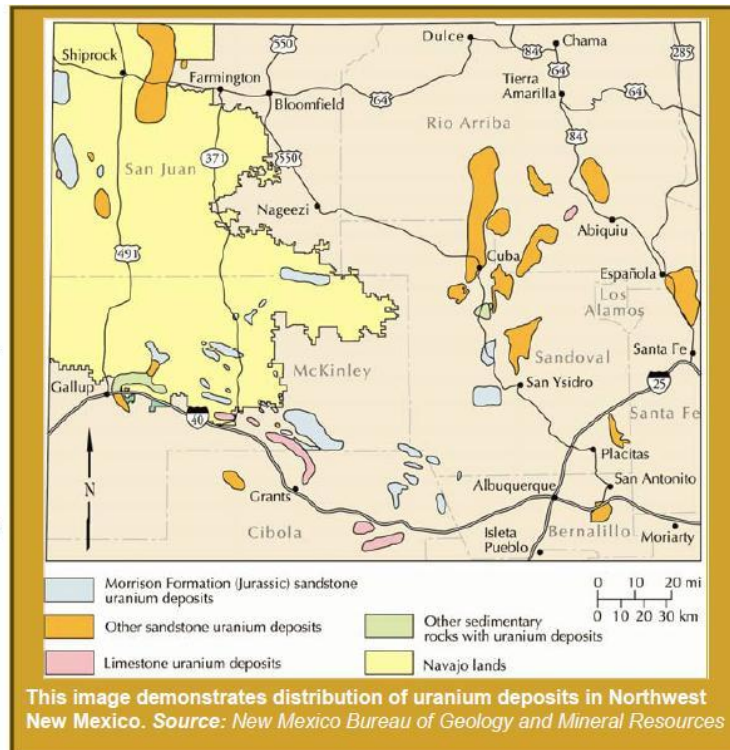 550
Dulce
84
Chama
285
Shiprock
64
Farmington
Tierra
Amarilla
64
Bloomfield
64
Rio Arriba
84
San Juan
371
550
Nageezi
Abiquiu
491
Cuba
Española
Los
Alamos
Sandoval
Santa Fe
McKinley
Gallup
San Ysidro
25
40
Santa Fe
Placitas
N
Grants
Albuquerque
San Antonito
Cibola
Isleta
Pueblo
Bernalillo
Moriarty
Morrison Formation (Jurassic) sandstone
uranium deposits
0 10 20 mi
0 10 20 30 km
Other sandstone uranium deposits
Other sedimentary
rocks with uranium deposits
Limestone uranium deposits
Navajo lands
This image demonstrates distribution of uranium deposits in Northwest
New Mexico. Source: New Mexico Bureau of Geology and Mineral Resources